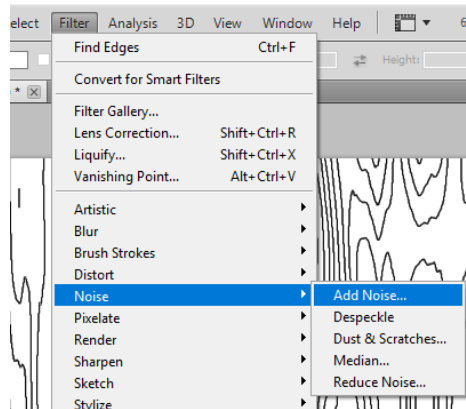 elect Filter Analysis 3D View Window Help 6
Find Edges Ctrl+F
Height:
Convert for Smart Filters
* 
Filter Gallery...
Lens Correction... Shift+Ctrl+R
Liquify... Shift+Ctrl+X
Vanishing Point... Alt+Ctrl+V
Artistic
Blur
Brush Strokes
Distort
Noise
Add Noise...
Pixelate
Despeckle
Render
Dust & Scratches...
Sharpen
Median...
Sketch
Reduce Noise...
Stylize